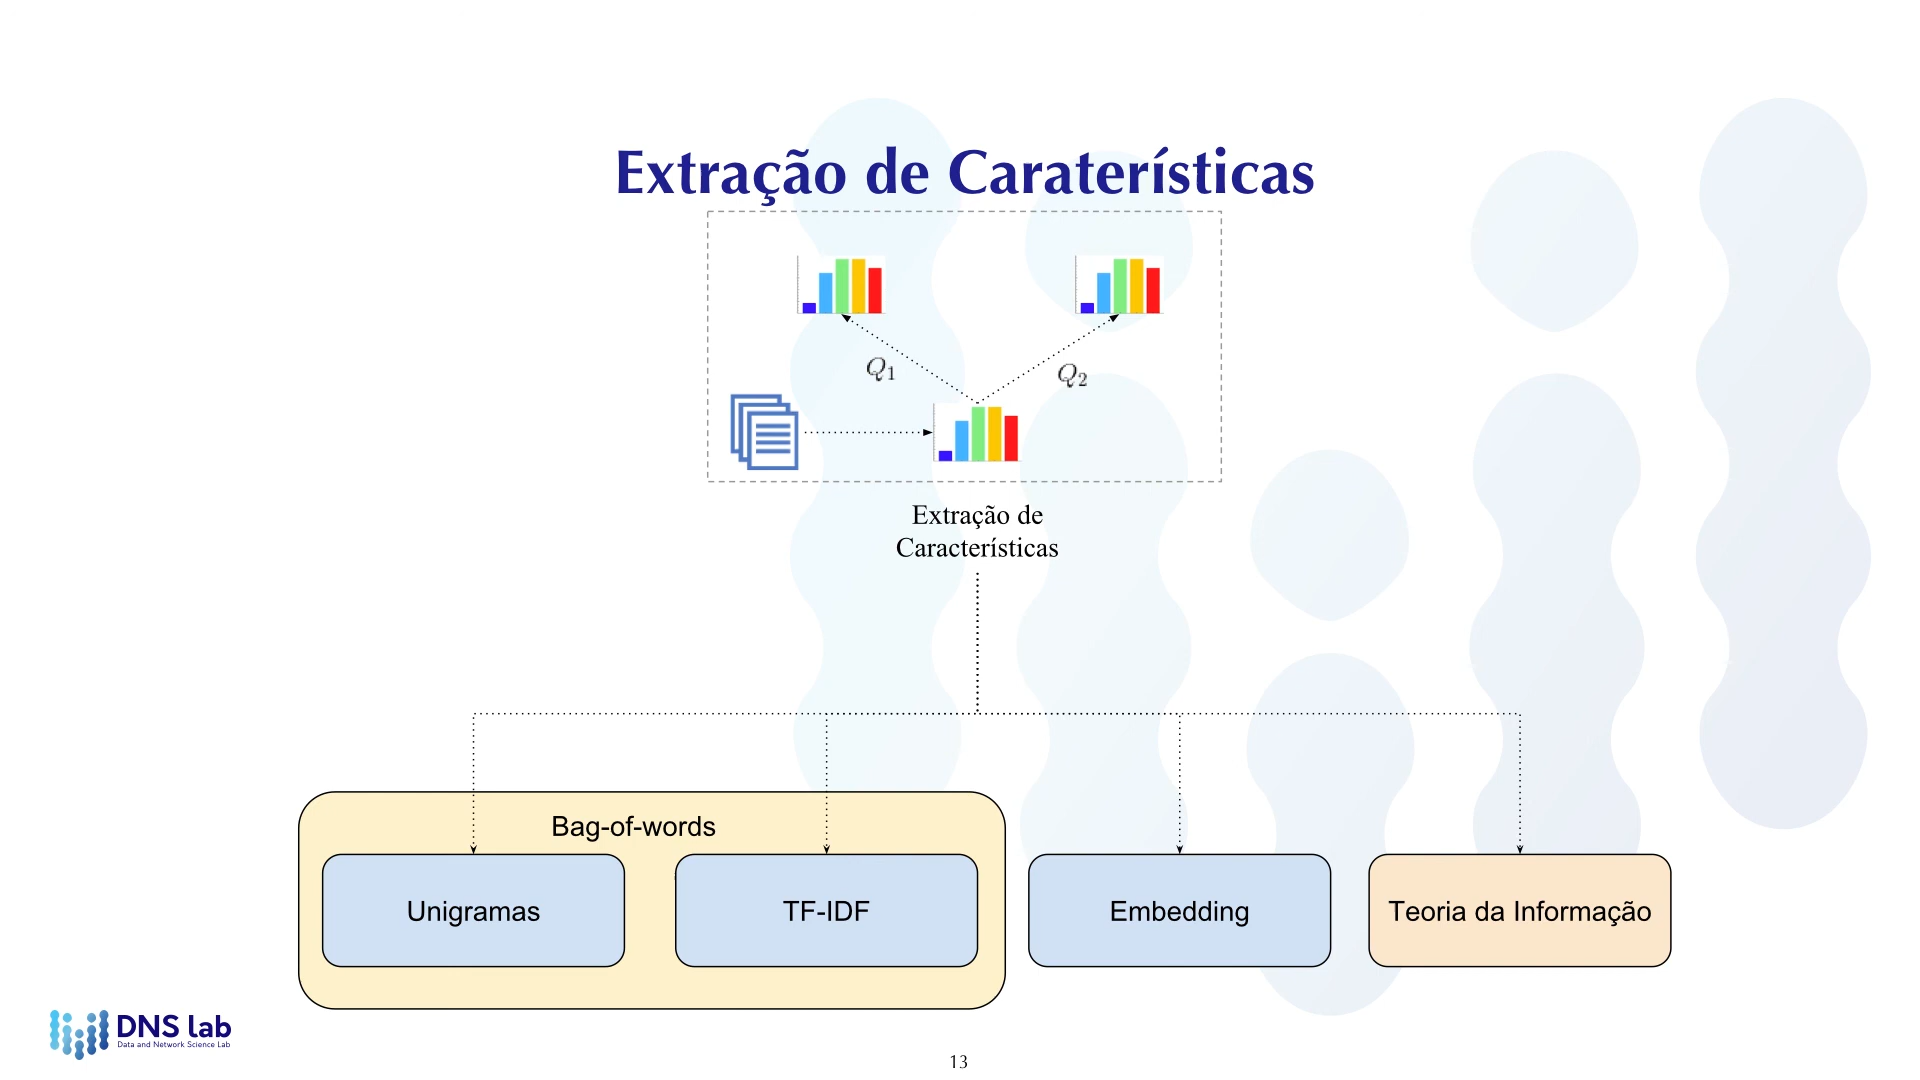 Extração de Caraterísticas
Q1
Q2
Extração de
Características
Bag-of-words
Unigramas
TF-IDF
Embedding
Teoria da Informação
DNS lab
Data and Network Science Lab
13